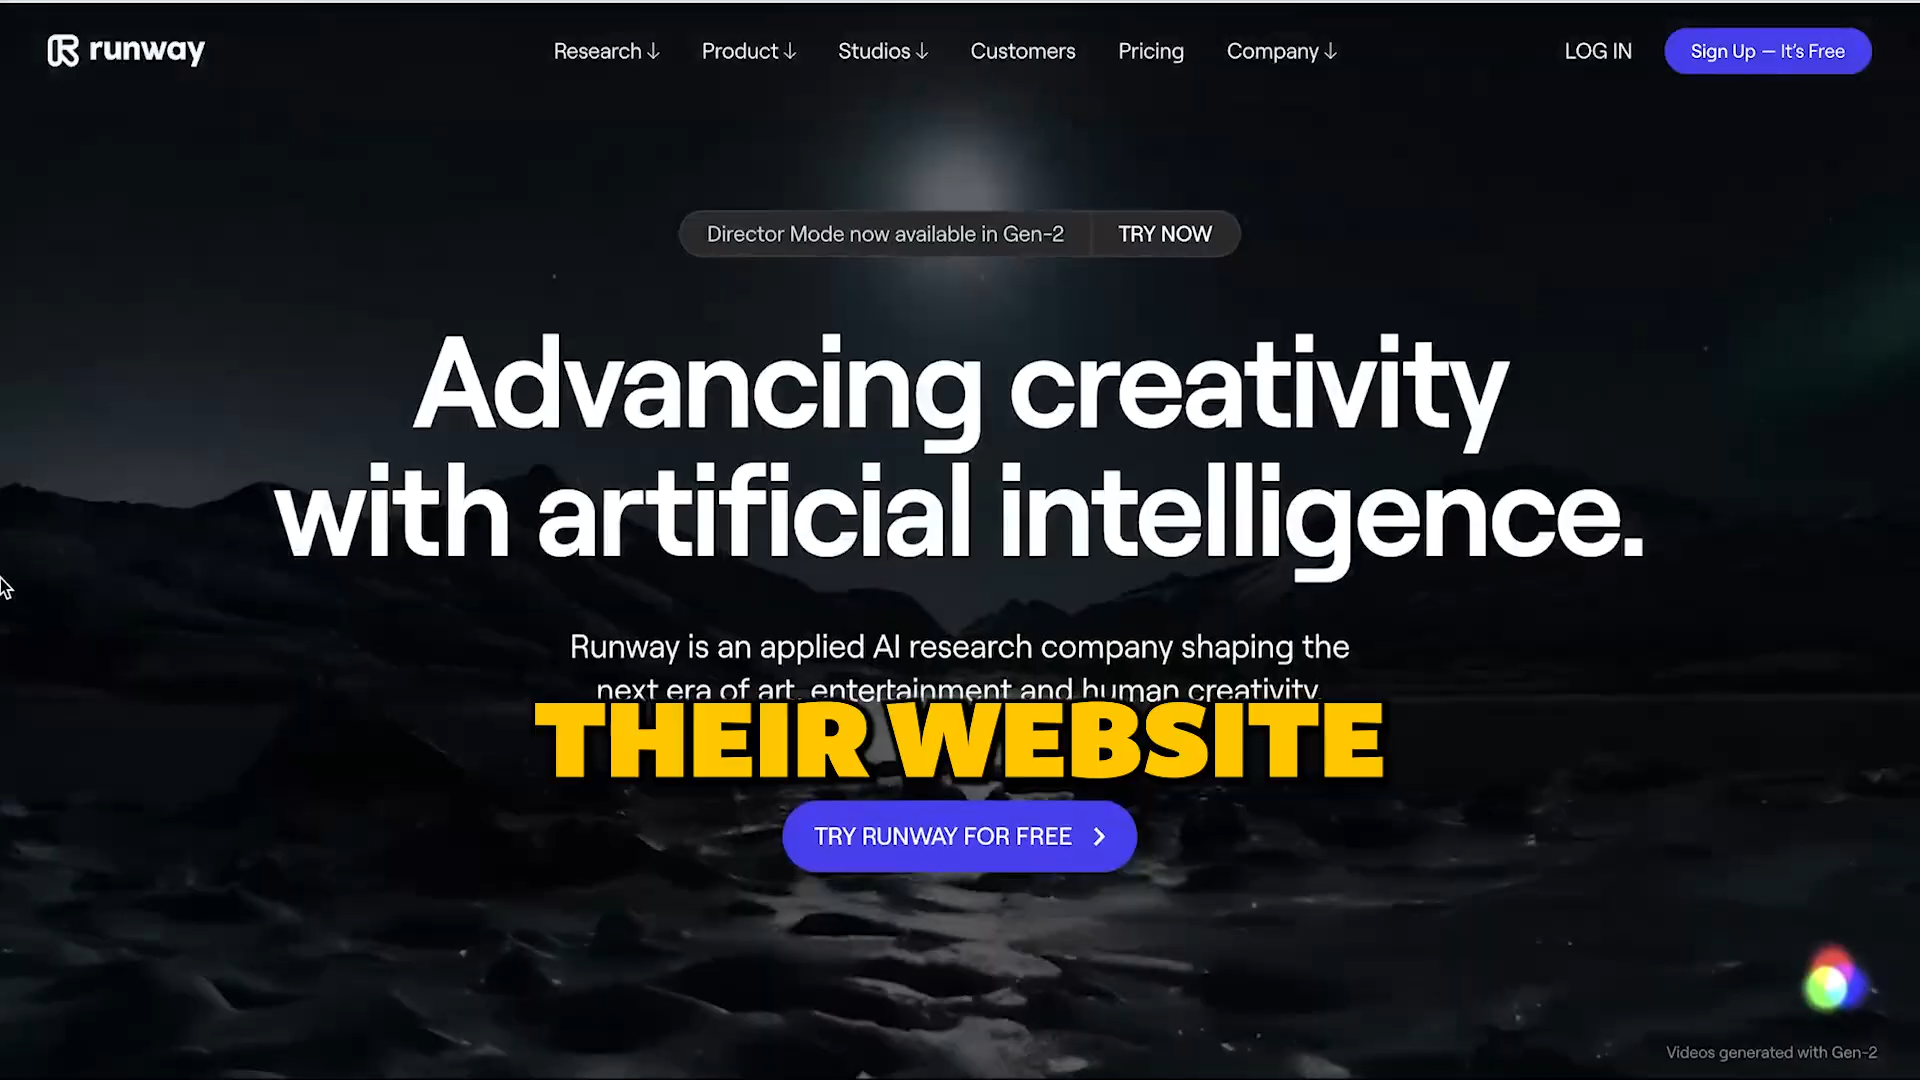 runway
Research ↓
Product ↓
Studios ↓
Customers
Pricing
Company ↓
LOG IN
Sign Up — It's Free
Director Mode now available in Gen-2
TRY NOW
Advancing creativity
with artificial intelligence.
Runway is an applied AI research company shaping the
next era of art, entertainment and human creativity.
THEIR WEBSITE
TRY RUNWAY FOR FREE
Videos generated with Gen-2